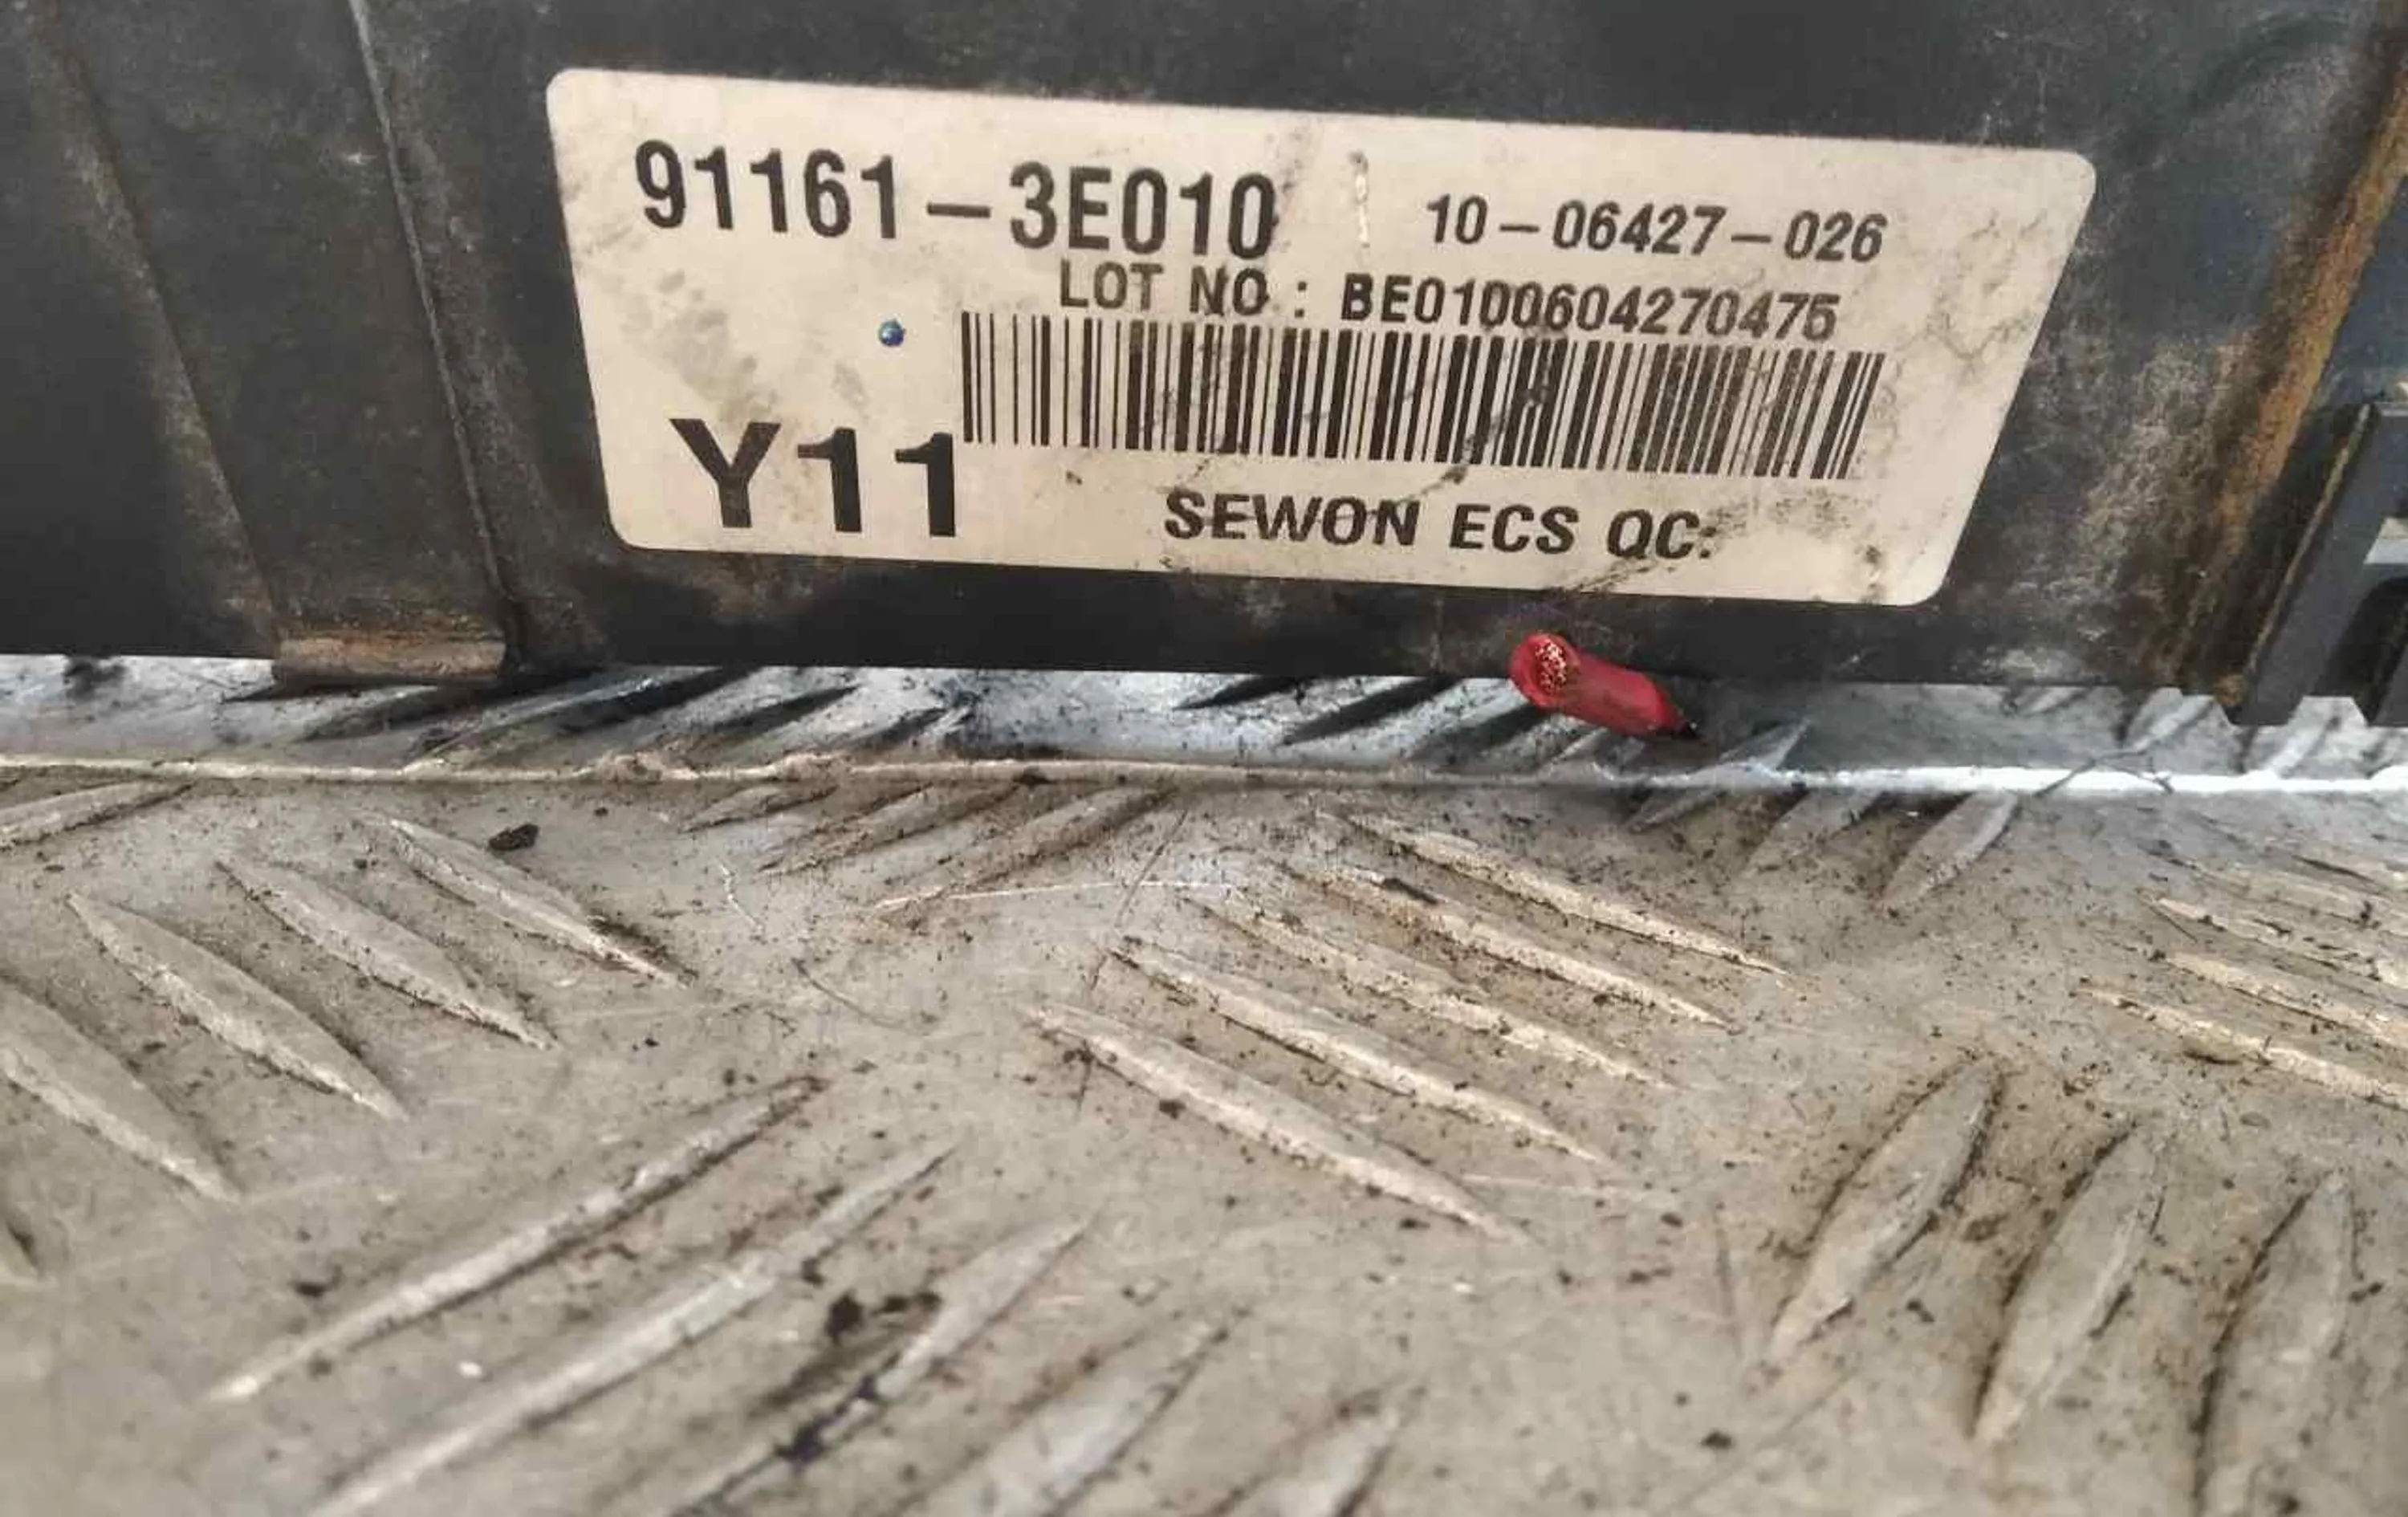 91161-3E010 10-06427-026
LOT NO : BE0100604270475
Y11
SEWON ECS QC: